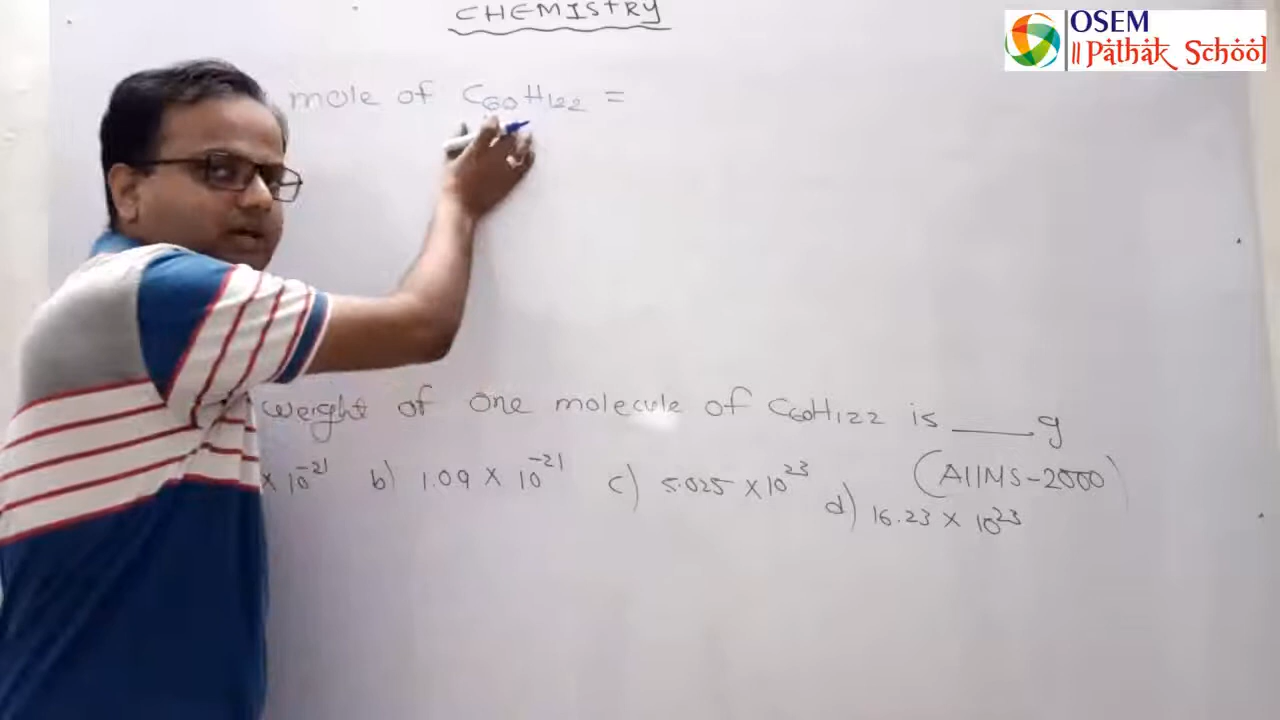 CHEMISTRY
OSEM
॥ Pathak School
mole of C60H122 =
weight of one molecule of C60H122 is ____ g
(AIIMS-2000)
× 10-21 b) 1.09 × 10-21 c) 5.025 × 10 23
d) 16.23 × 10 23